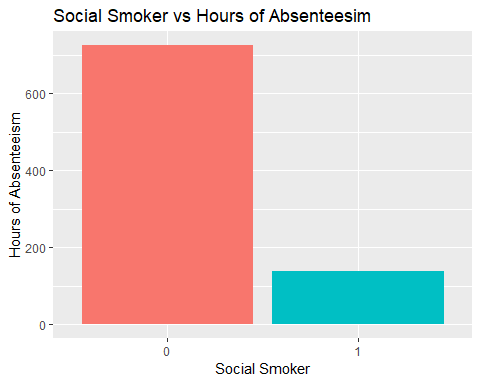 Social Smoker vs Hours of Absenteesim
Hours of Absenteeism
600
400
200
0
0 1
Social Smoker